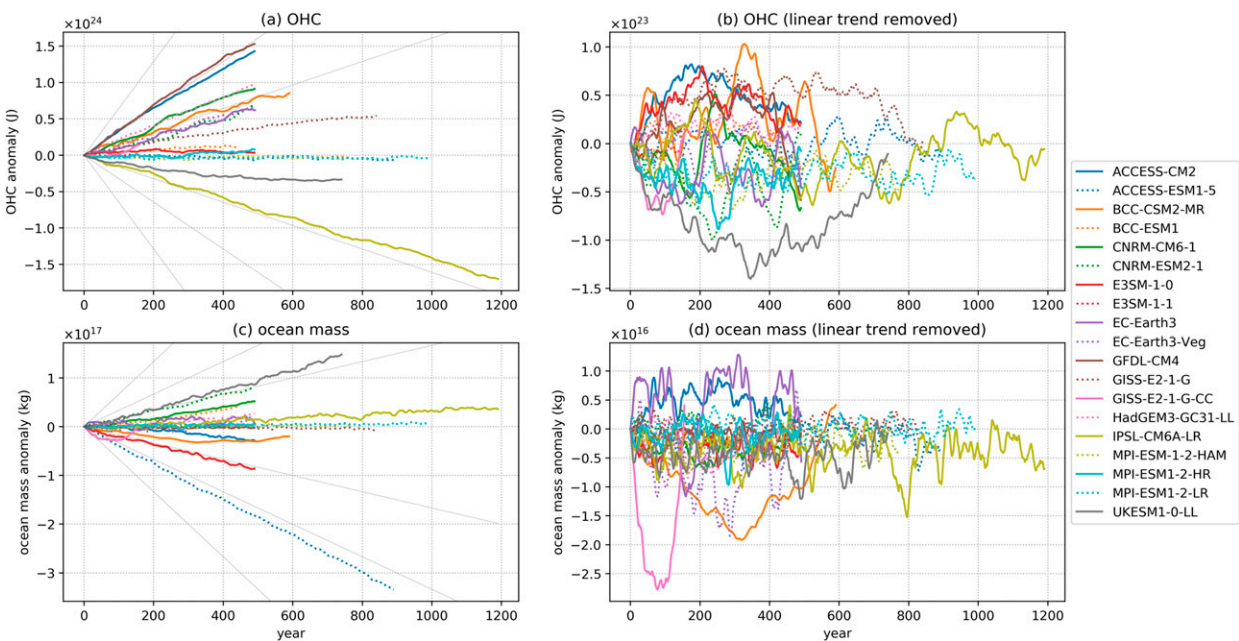 (a) OHC
×10²⁴
1.5
1.0
0.5
0.0
−0.5
−1.0
−1.5
OHC anomaly (J)
0 200 400 600 800 1000 1200
(b) OHC (linear trend removed)
×10²³
1.0
0.5
0.0
−0.5
−1.0
−1.5
OHC anomaly (J)
0 200 400 600 800 1000 1200
(c) ocean mass
×10¹⁷
1
0
−1
−2
−3
ocean mass anomaly (kg)
0 200 400 600 800 1000 1200
year
(d) ocean mass (linear trend removed)
×10¹⁶
1.0
0.5
0.0
−0.5
−1.0
−1.5
−2.0
−2.5
ocean mass anomaly (kg)
0 200 400 600 800 1000 1200
year
ACCESS-CM2
ACCESS-ESM1-5
BCC-CSM2-MR
BCC-ESM1
CNRM-CM6-1
CNRM-ESM2-1
E3SM-1-0
E3SM-1-1
EC-Earth3
EC-Earth3-Veg
GFDL-CM4
GISS-E2-1-G
GISS-E2-1-G-CC
HadGEM3-GC31-LL
IPSL-CM6A-LR
MPI-ESM-1-2-HAM
MPI-ESM1-2-HR
MPI-ESM1-2-LR
UKESM1-0-LL